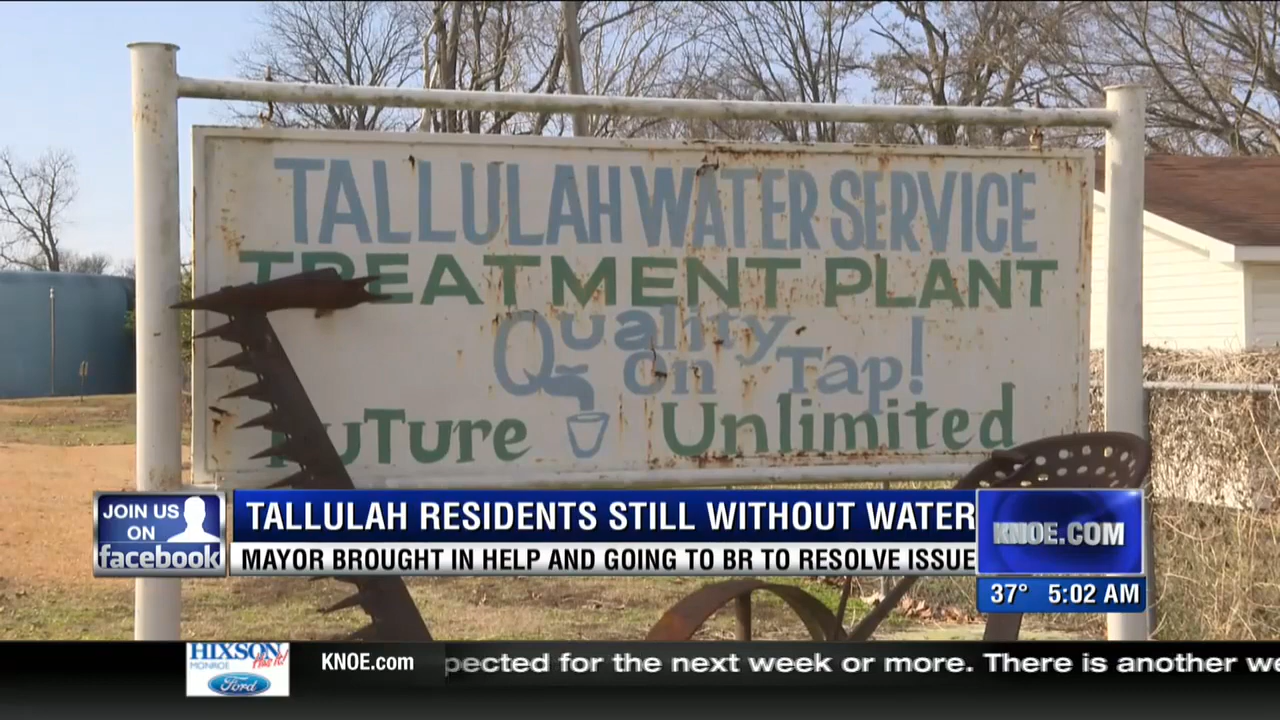 TALLULAH WATER SERVICE
TREATMENT PLANT
Quality
On Tap!
FuTure Unlimited
JOIN US
ON
facebook
TALLULAH RESIDENTS STILL WITHOUT WATER
MAYOR BROUGHT IN HELP AND GOING TO BR TO RESOLVE ISSUE
KNOE.COM
37° 5:02 AM
HIXSON
MONROE
Ford
KNOE.com
pected for the next week or more. There is another we